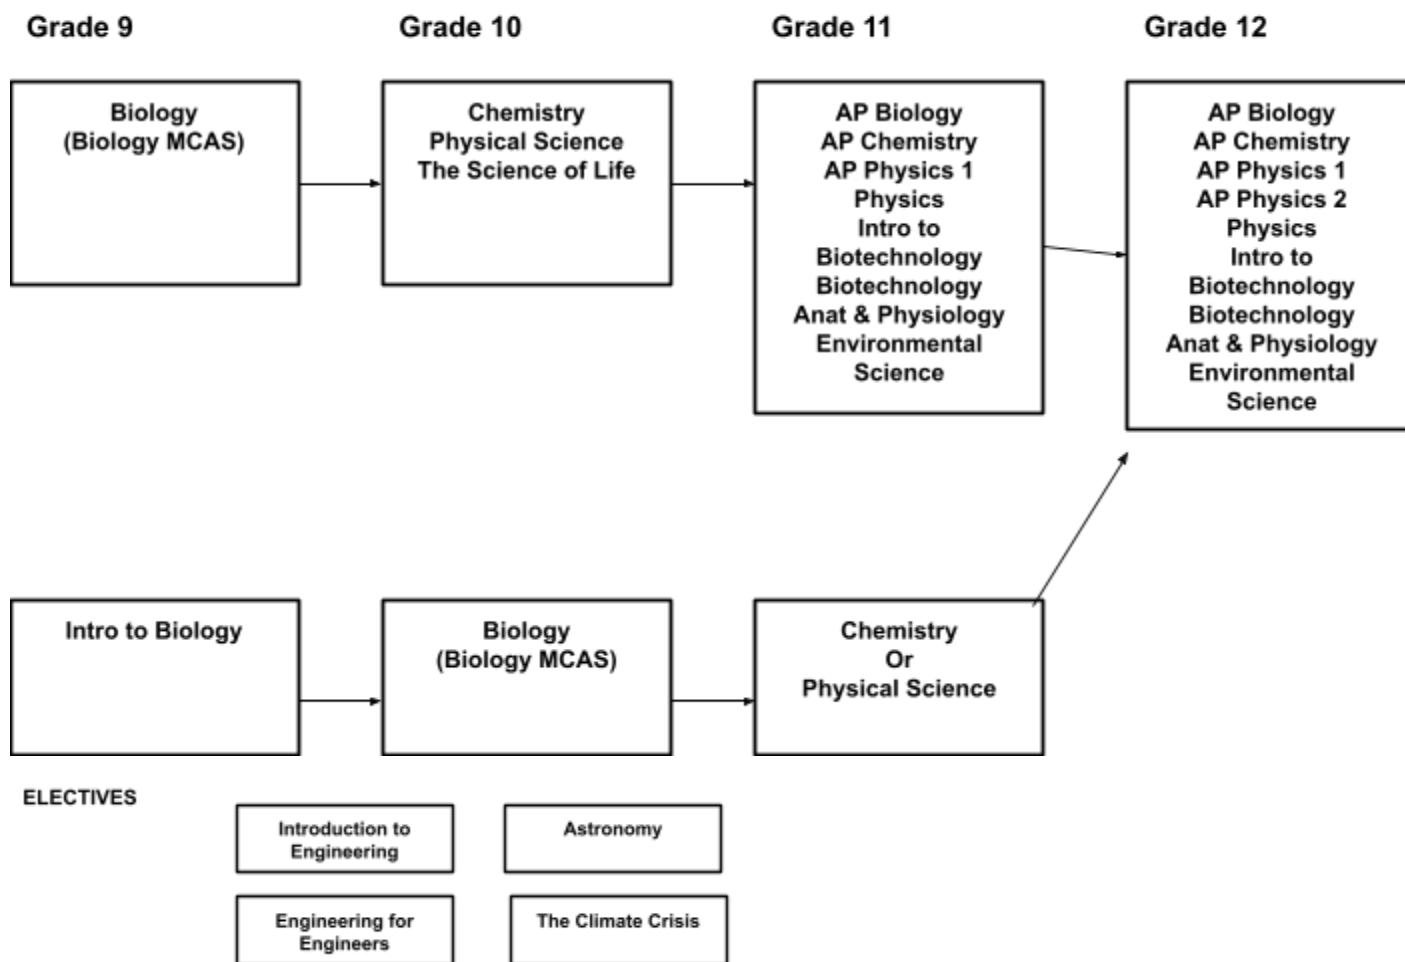 Grade 9
Grade 10
Grade 11
Grade 12
Biology
(Biology MCAS)
Chemistry
Physical Science
The Science of Life
AP Biology
AP Chemistry
AP Physics 1
Physics
Intro to
Biotechnology
Biotechnology
Anat & Physiology
Environmental
Science
AP Biology
AP Chemistry
AP Physics 1
AP Physics 2
Physics
Intro to
Biotechnology
Biotechnology
Anat & Physiology
Environmental
Science
Intro to Biology
Biology
(Biology MCAS)
Chemistry
Or
Physical Science
ELECTIVES
Introduction to
Engineering
Astronomy
Engineering for
Engineers
The Climate Crisis